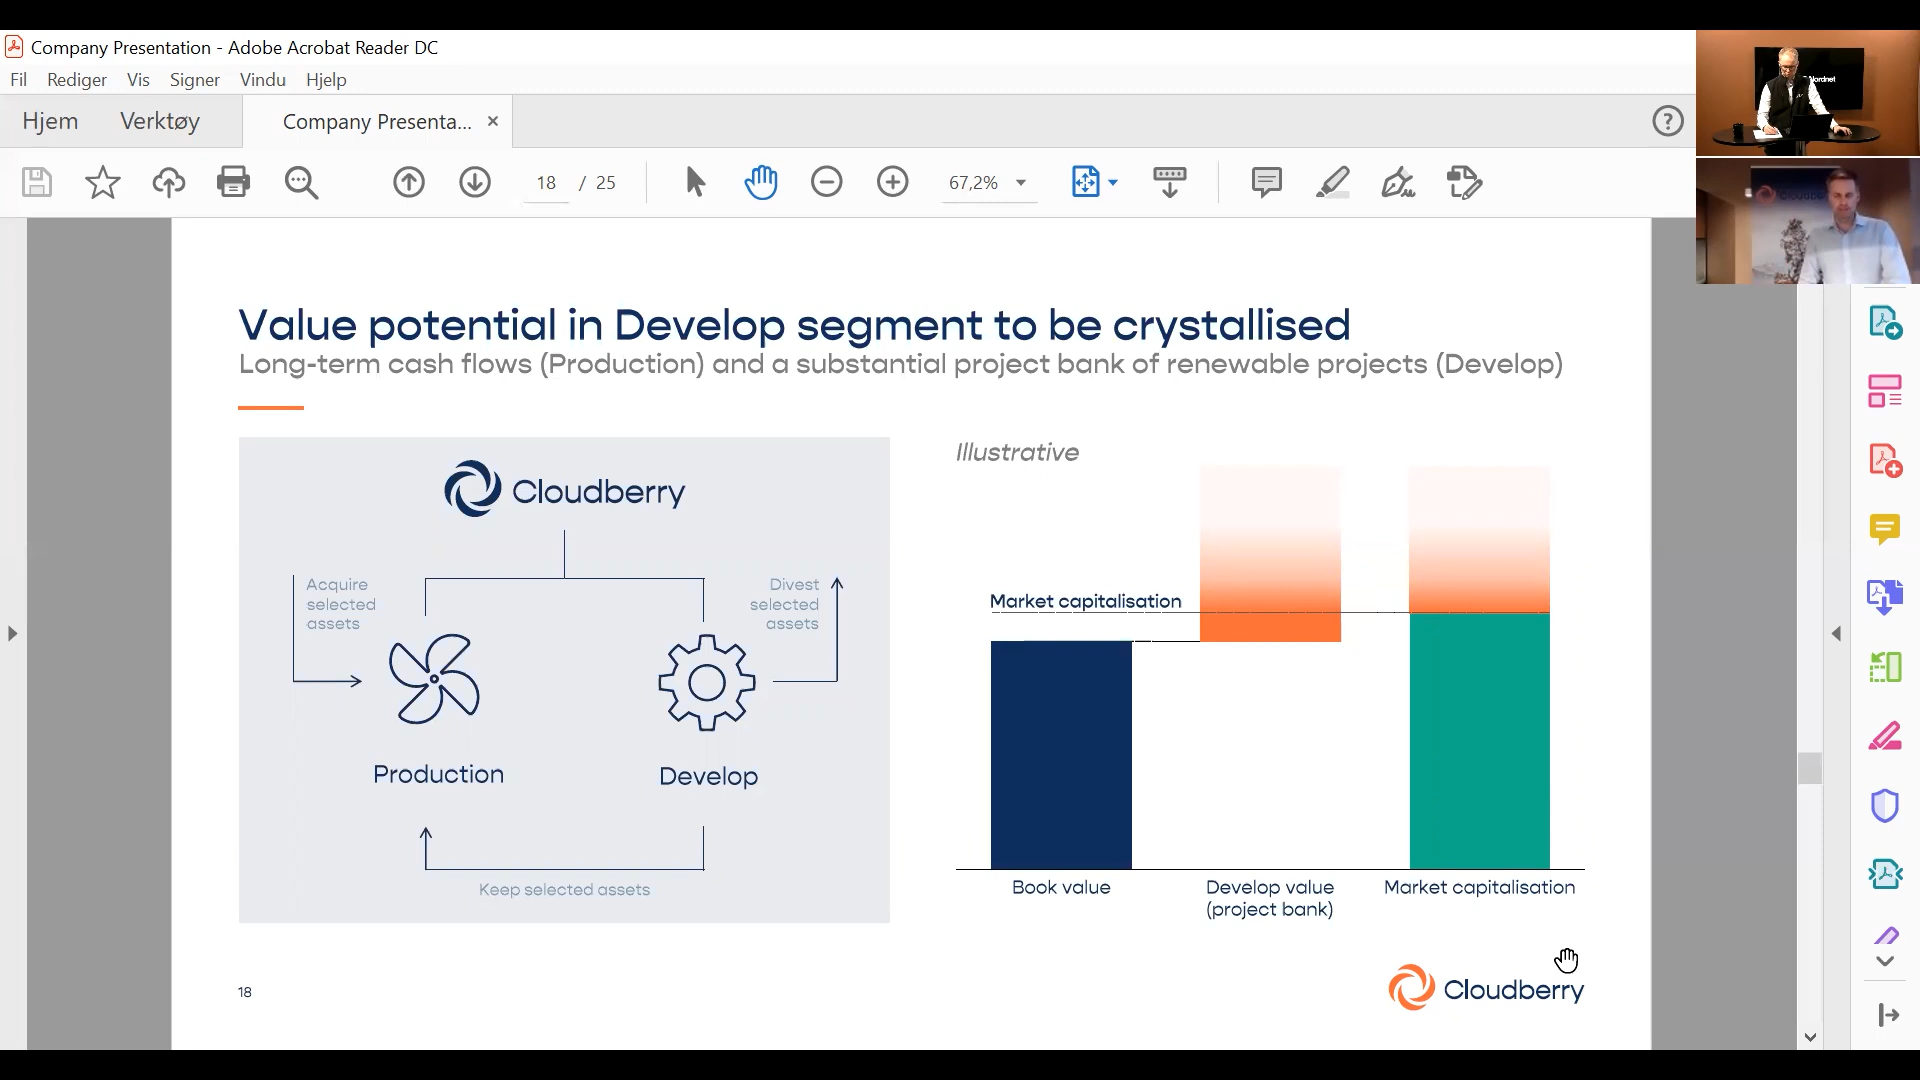 Company Presentation - Adobe Acrobat Reader DC
Fil Rediger Vis Signer Vindu Hjelp
Hjem Verktøy Company Presenta...
18 / 25 67,2%
Value potential in Develop segment to be crystallised
Long-term cash flows (Production) and a substantial project bank of renewable projects (Develop)
Cloudberry
Acquire
selected
assets
Divest
selected
assets
Production
Develop
Keep selected assets
Illustrative
Market capitalisation
Book value
Develop value
(project bank)
Market capitalisation
18
Cloudberry